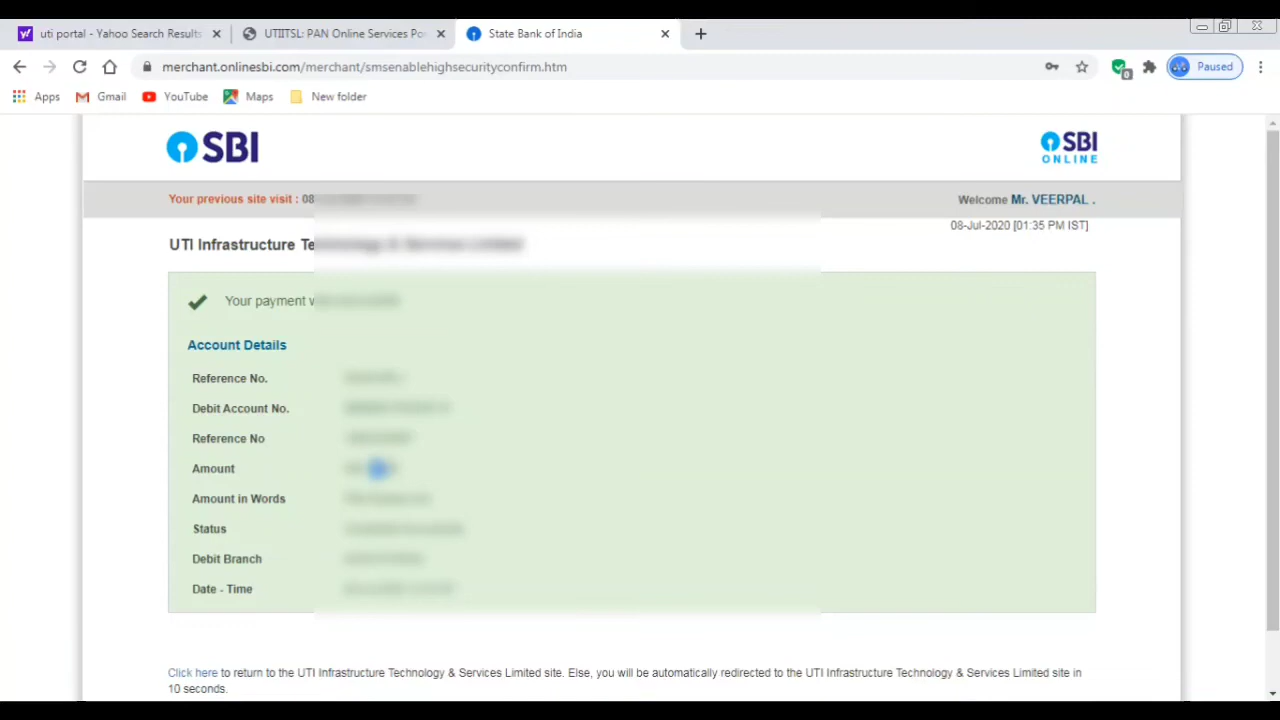 uti portal - Yahoo Search Results
UTIITSL: PAN Online Services Po
State Bank of India
merchant.onlinesbi.com/merchant/smsenablehighsecurityconfirm.htm
0
Paused
Apps Gmail YouTube Maps New folder
SBI
SBI
ONLINE
Your previous site visit : 08
Welcome Mr. VEERPAL .
08-Jul-2020 [01:35 PM IST]
UTI Infrastructure
Your payment
Account Details
Reference No.
Debit Account No.
Reference No
Amount
Amount in Words
Status
Debit Branch
Date - Time
Click here to return to the UTI Infrastructure Technology & Services Limited site. Else, you will be automatically redirected to the UTI Infrastructure Technology & Services Limited site in
10 seconds.